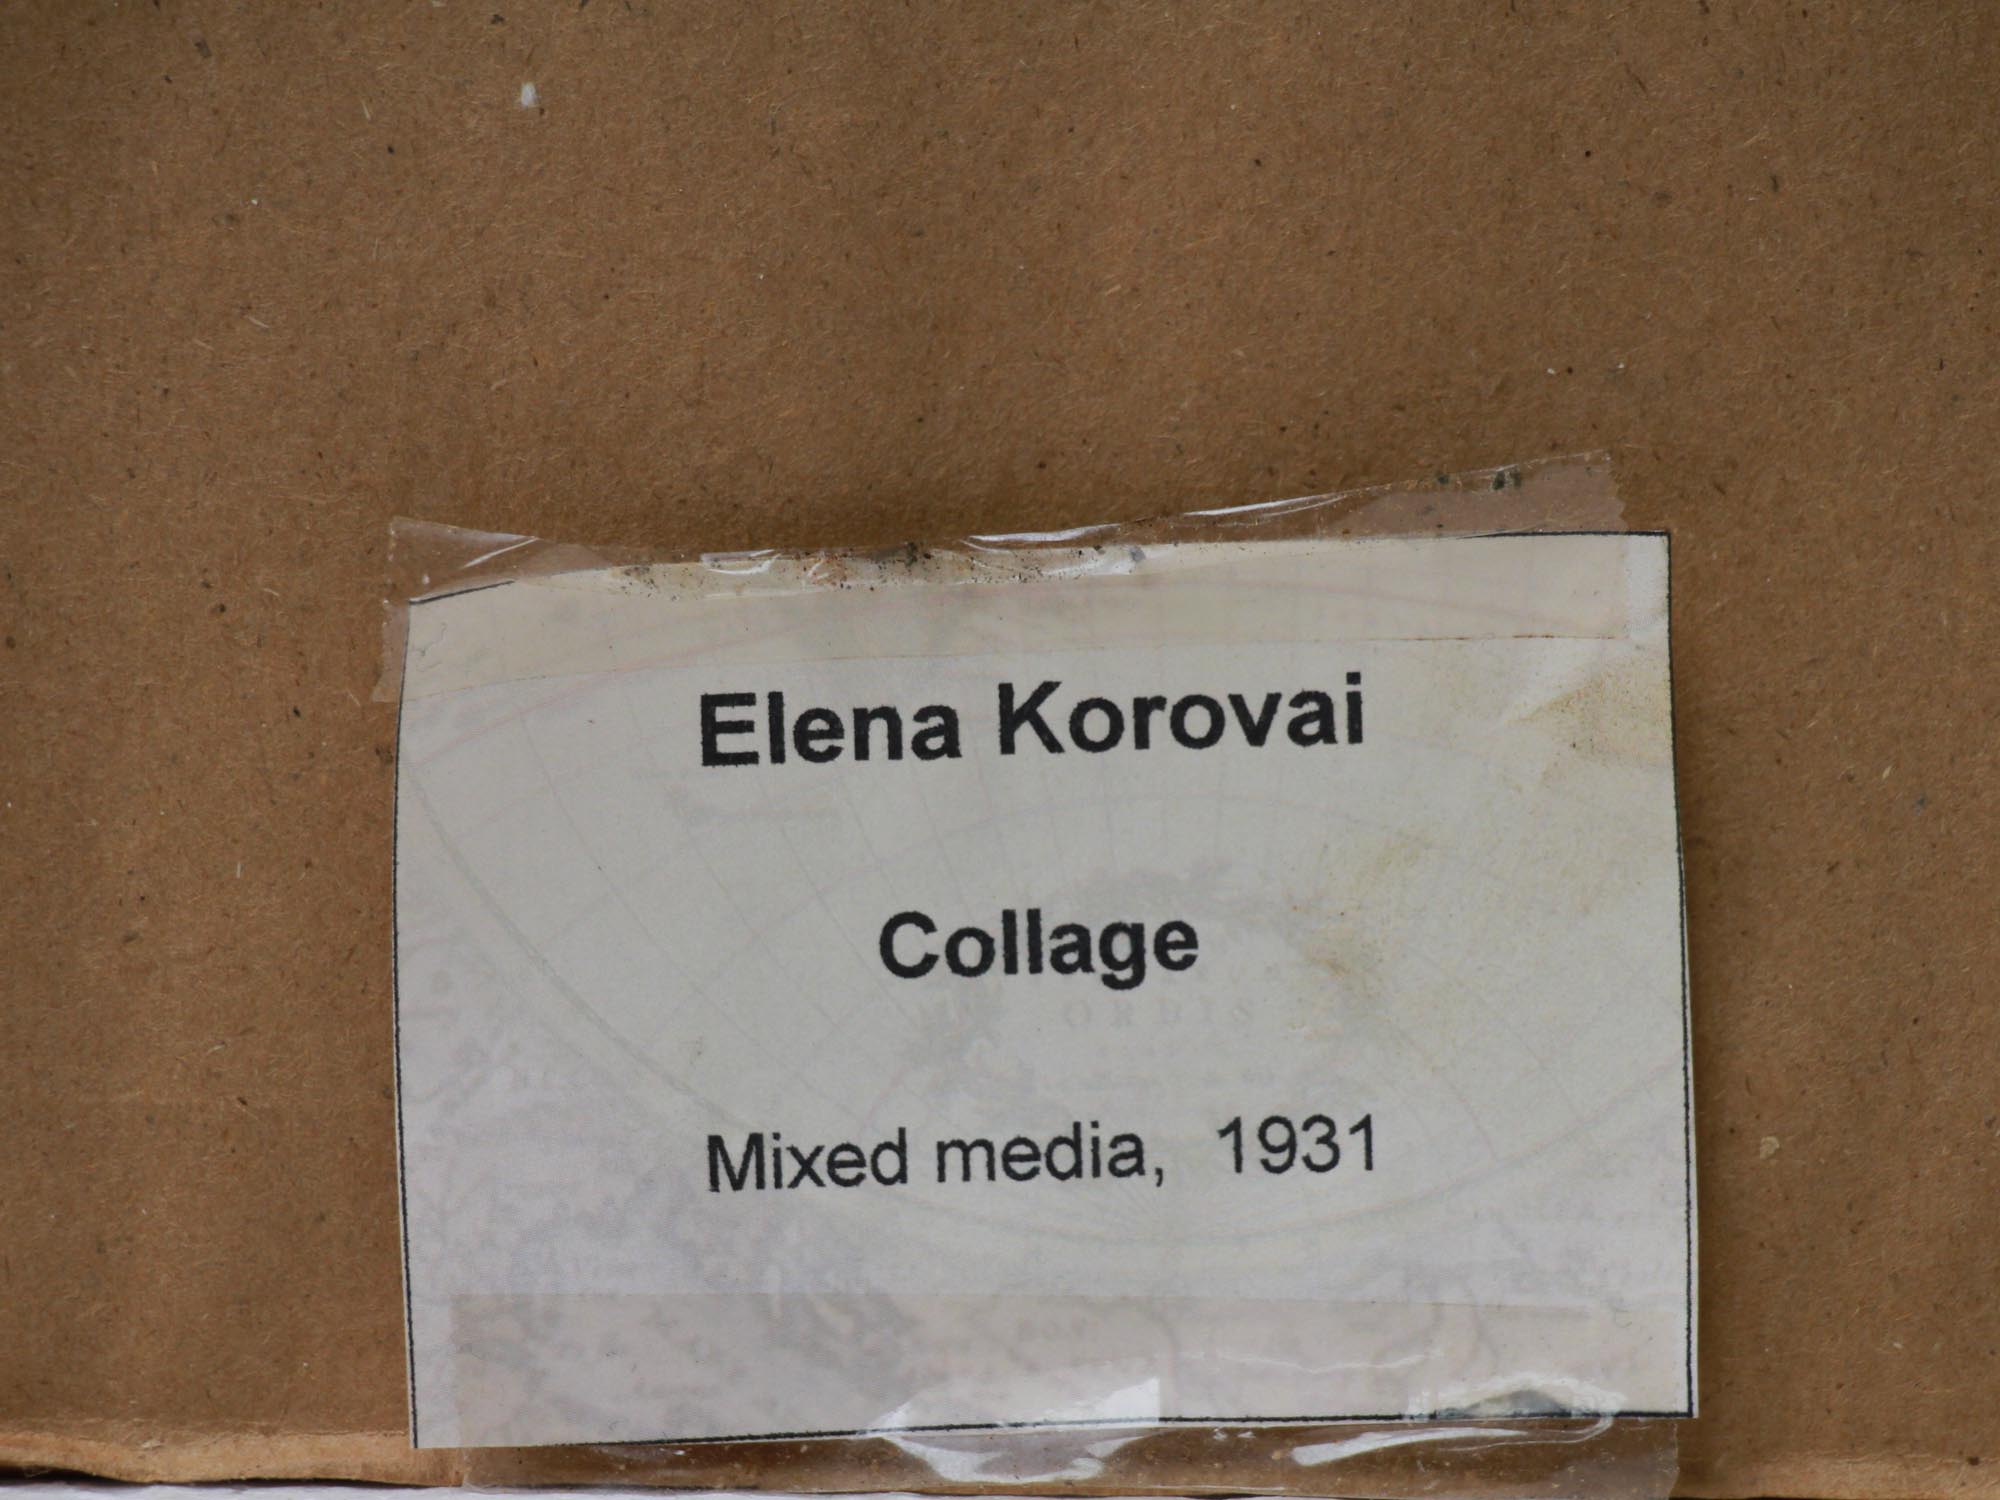 Elena Korovai
Collage
Mixed media, 1931